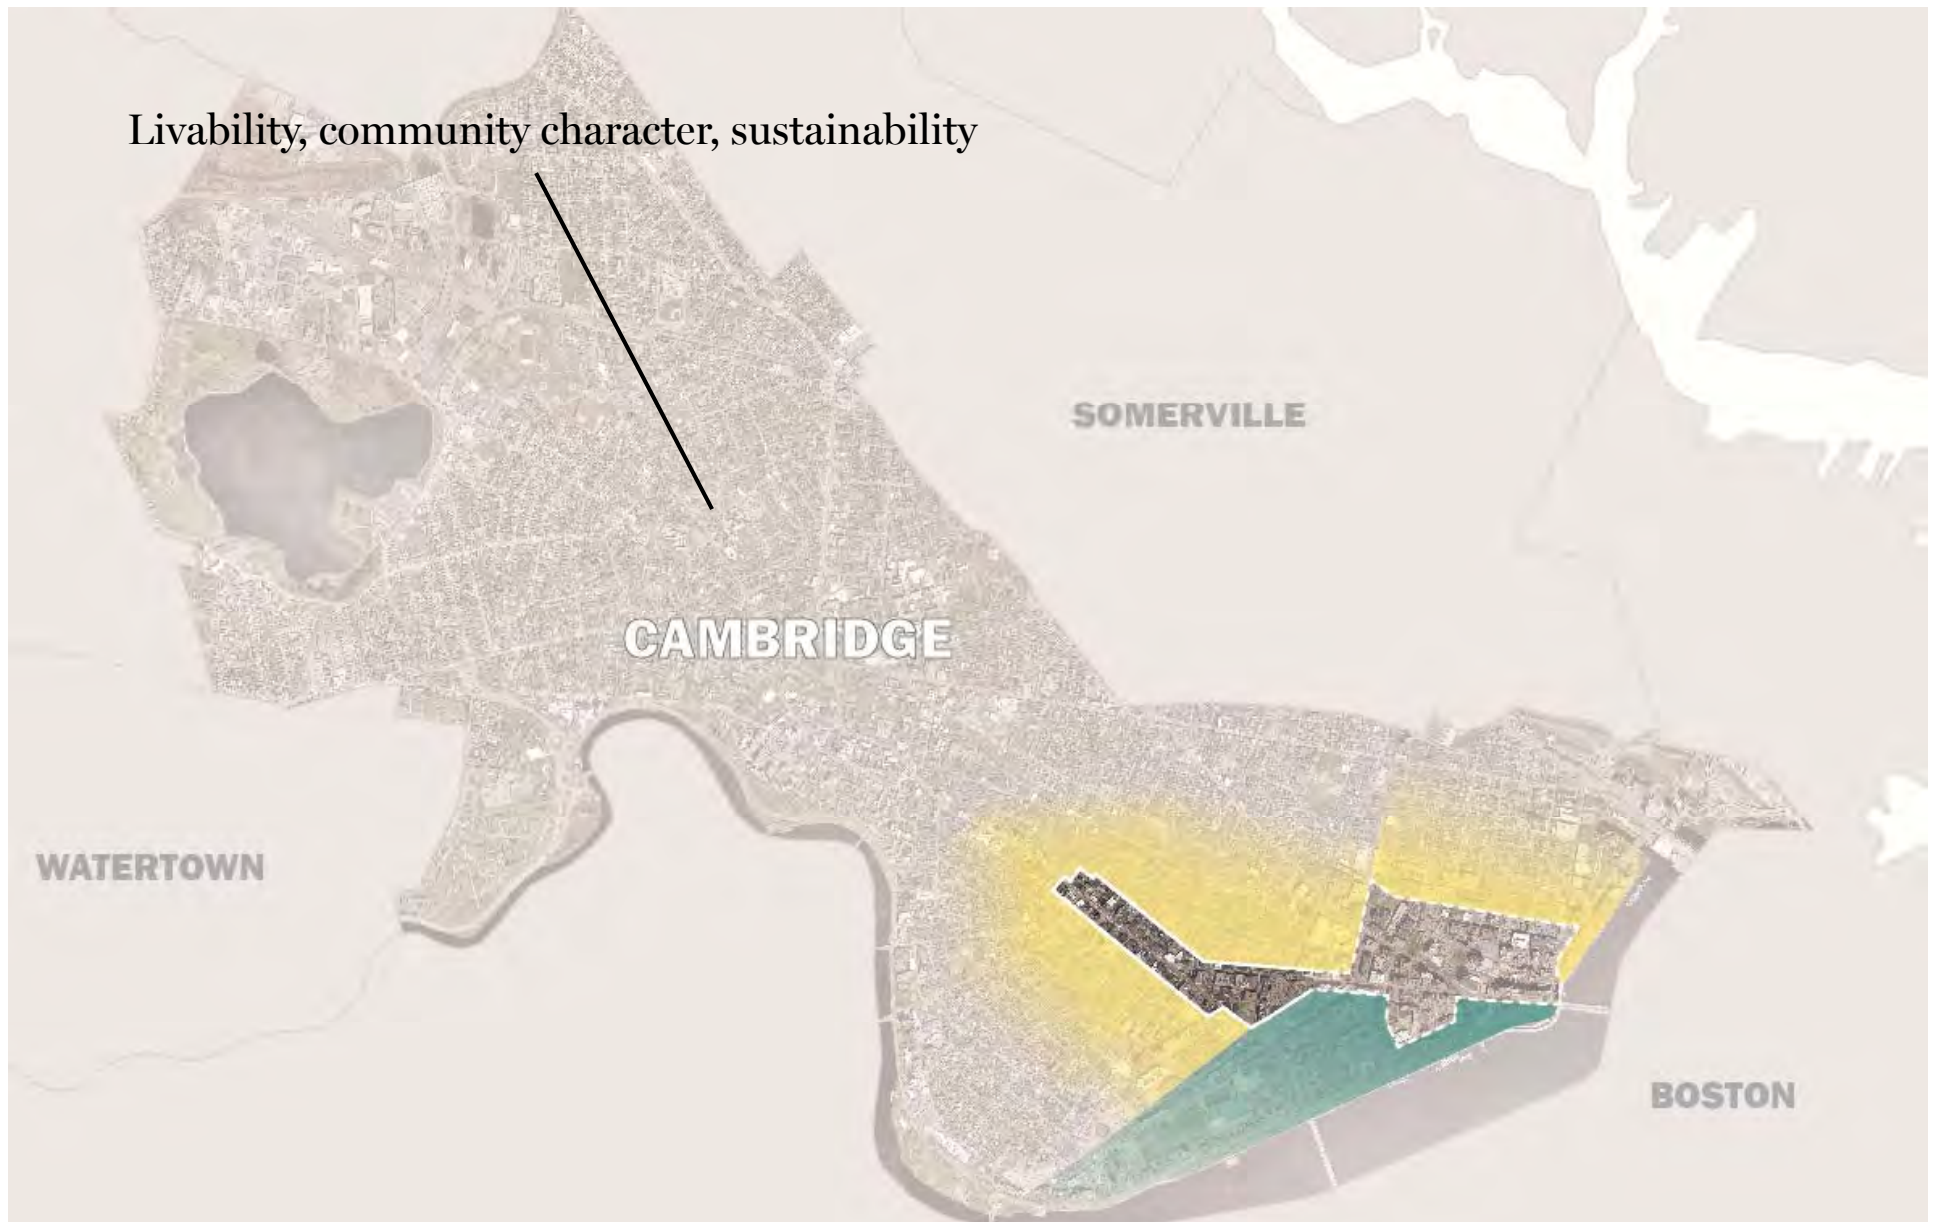 Livability, community character, sustainability
SOMERVILLE
CAMBRIDGE
WATERTOWN
BOSTON